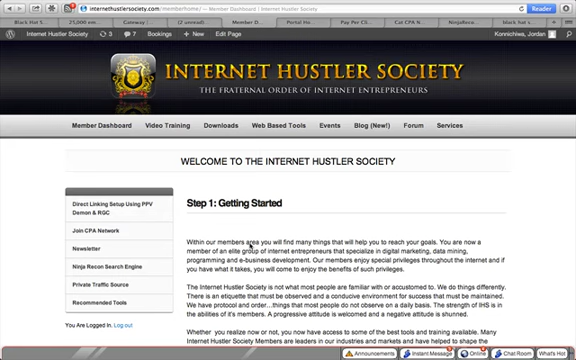 internethustlersociety.com/memberhome/ — Member Dashboard | Internet Hustler Society
Reader
Black Hat S
25,000 em
Gateway |
(2 unread)
Member D
Portal Ho
Pay Per Cli
Cat CPA N
NinjaReco
black hat s
Internet Hustler Society 3 7 Bookings + New Edit Page Konnichiwa, Jordan
INTERNET HUSTLER SOCIETY
THE FRATERNAL ORDER OF INTERNET ENTREPRENEURS
Member Dashboard Video Training Downloads Web Based Tools Events Blog (New!) Forum Services
WELCOME TO THE INTERNET HUSTLER SOCIETY
Direct Linking Setup Using PPV
Demon & RGC
Join CPA Network
Newsletter
Ninja Recon Search Engine
Private Traffic Source
Recommended Tools
You Are Logged In. Log out
Step 1: Getting Started
Within our members area you will find many things that will help you to reach your goals. You are now a
member of an elite group of internet entrepreneurs that specialize in digital marketing, data mining,
programming and e-business development. Our members enjoy special privileges throughout the internet and if
you have what it takes, you will come to enjoy the benefits of such privileges.
The Internet Hustler Society is not what most people are familiar with or accustomed to. We do things differently.
There is an etiquette that must be observed and a conducive environment for success that must be maintained.
We have protocol and order...things that most people do not observe on a daily basis. The strength of IHS is in
the abilities of it's members. A progressive attitude is welcomed and a negative attitude is shunned.
Whether you realize now or not, you now have access to some of the best tools and training available. Many
Internet Hustler Society Members are leaders in our industries and have helped to shape the
Announcements Instant Message Online Chat Room What's Hot